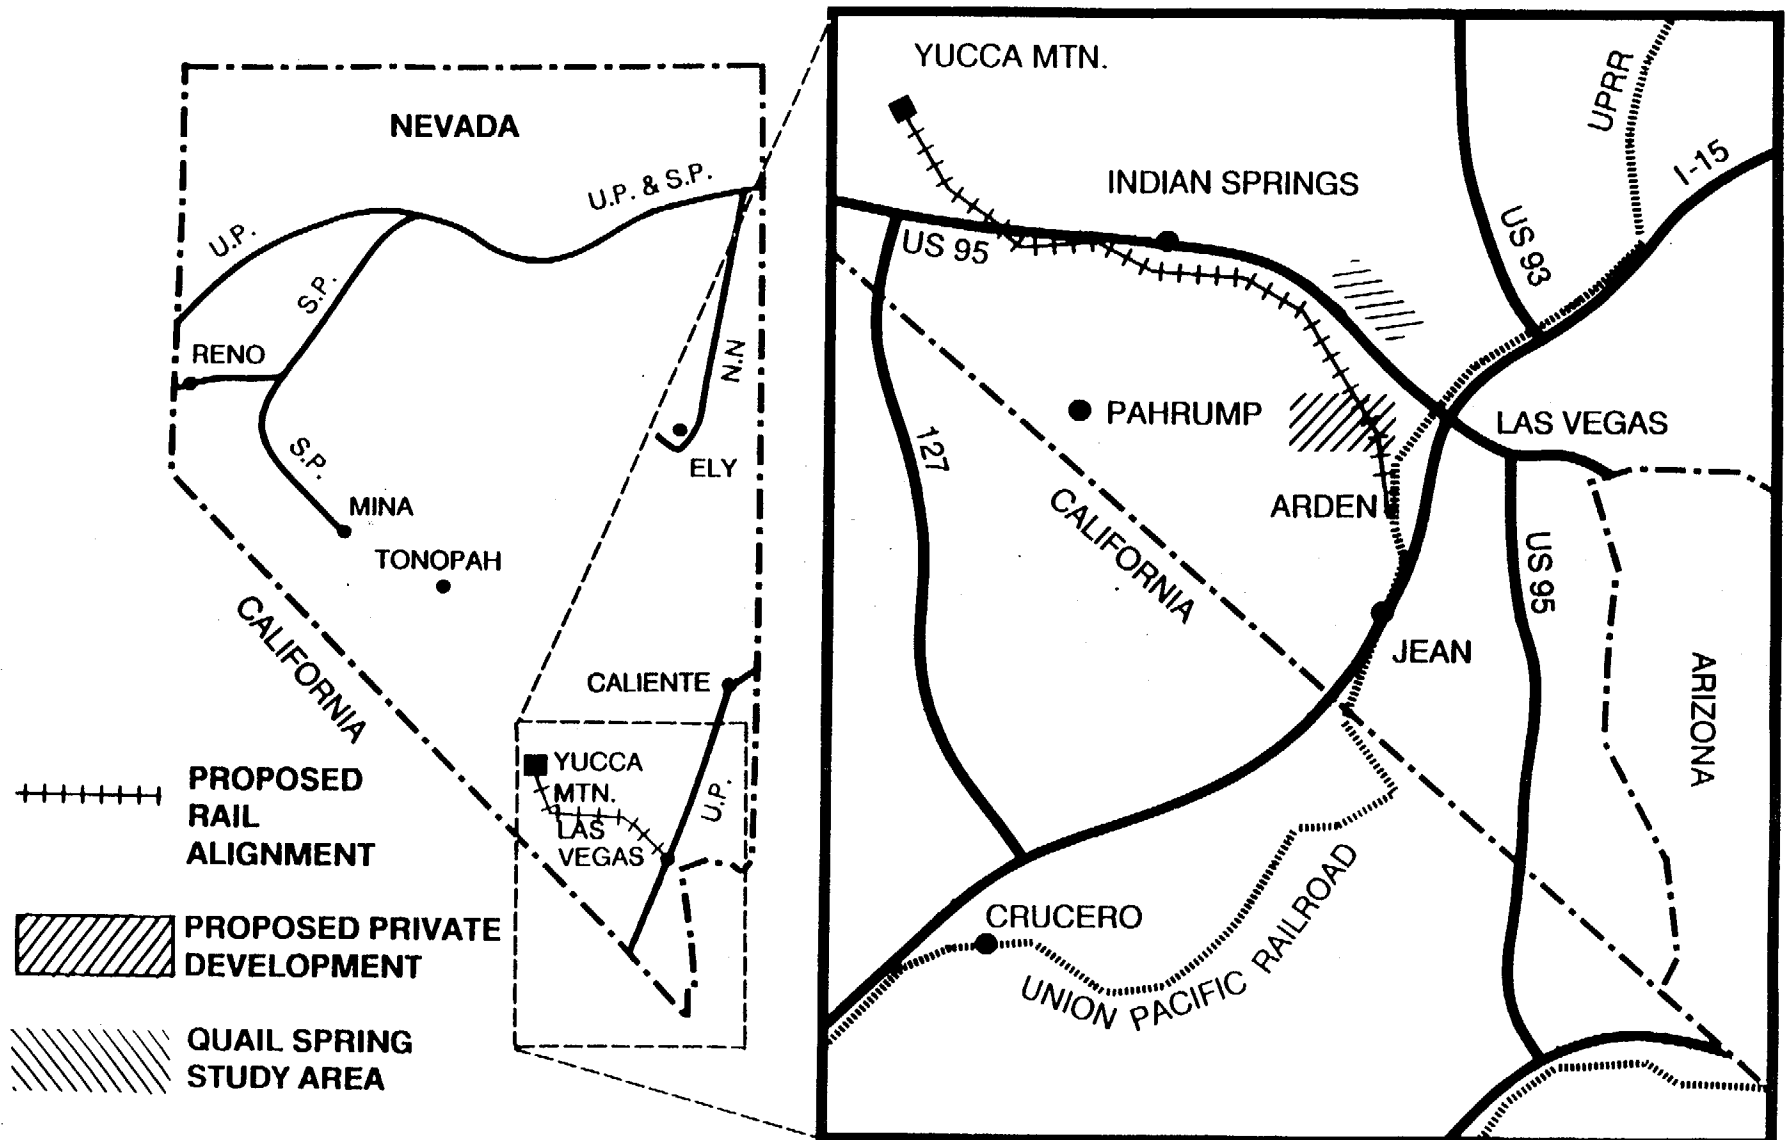 NEVADA
U.P. & S.P.
U.P.
S.P.
RENO
N.N
ELY
S.P.
MINA
TONOPAH
CALIFORNIA
CALIENTE
YUCCA
MTN.
LAS
VEGAS
U.P.
PROPOSED
RAIL
ALIGNMENT
PROPOSED PRIVATE
DEVELOPMENT
QUAIL SPRING
STUDY AREA
YUCCA MTN.
UPRR
I-15
INDIAN SPRINGS
US 93
US 95
PAHRUMP
LAS VEGAS
127
CALIFORNIA
ARDEN
US 95
JEAN
ARIZONA
CRUCERO
UNION PACIFIC RAILROAD